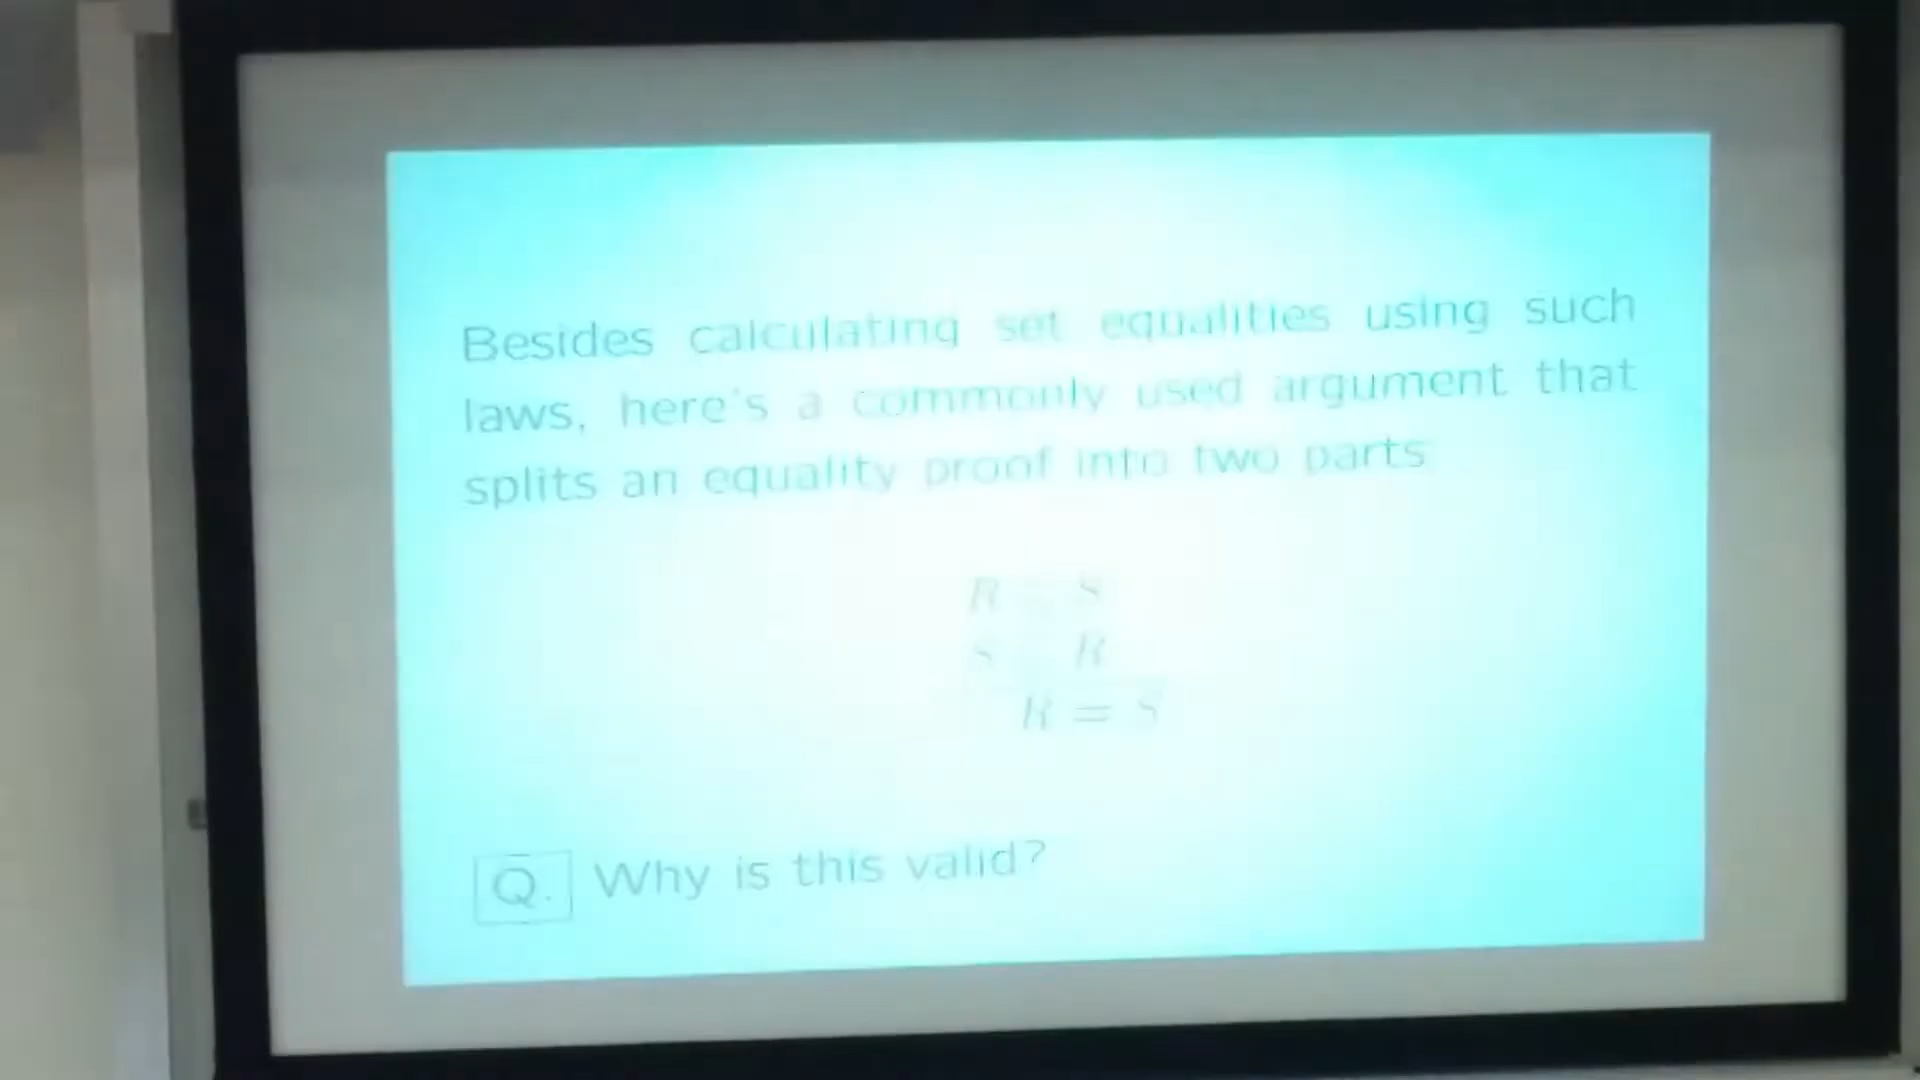 Besides calculating set equalities using such
laws, here's a commonly used argument that
splits an equality proof into two parts
R S
S R
R = S
Q. Why is this valid?